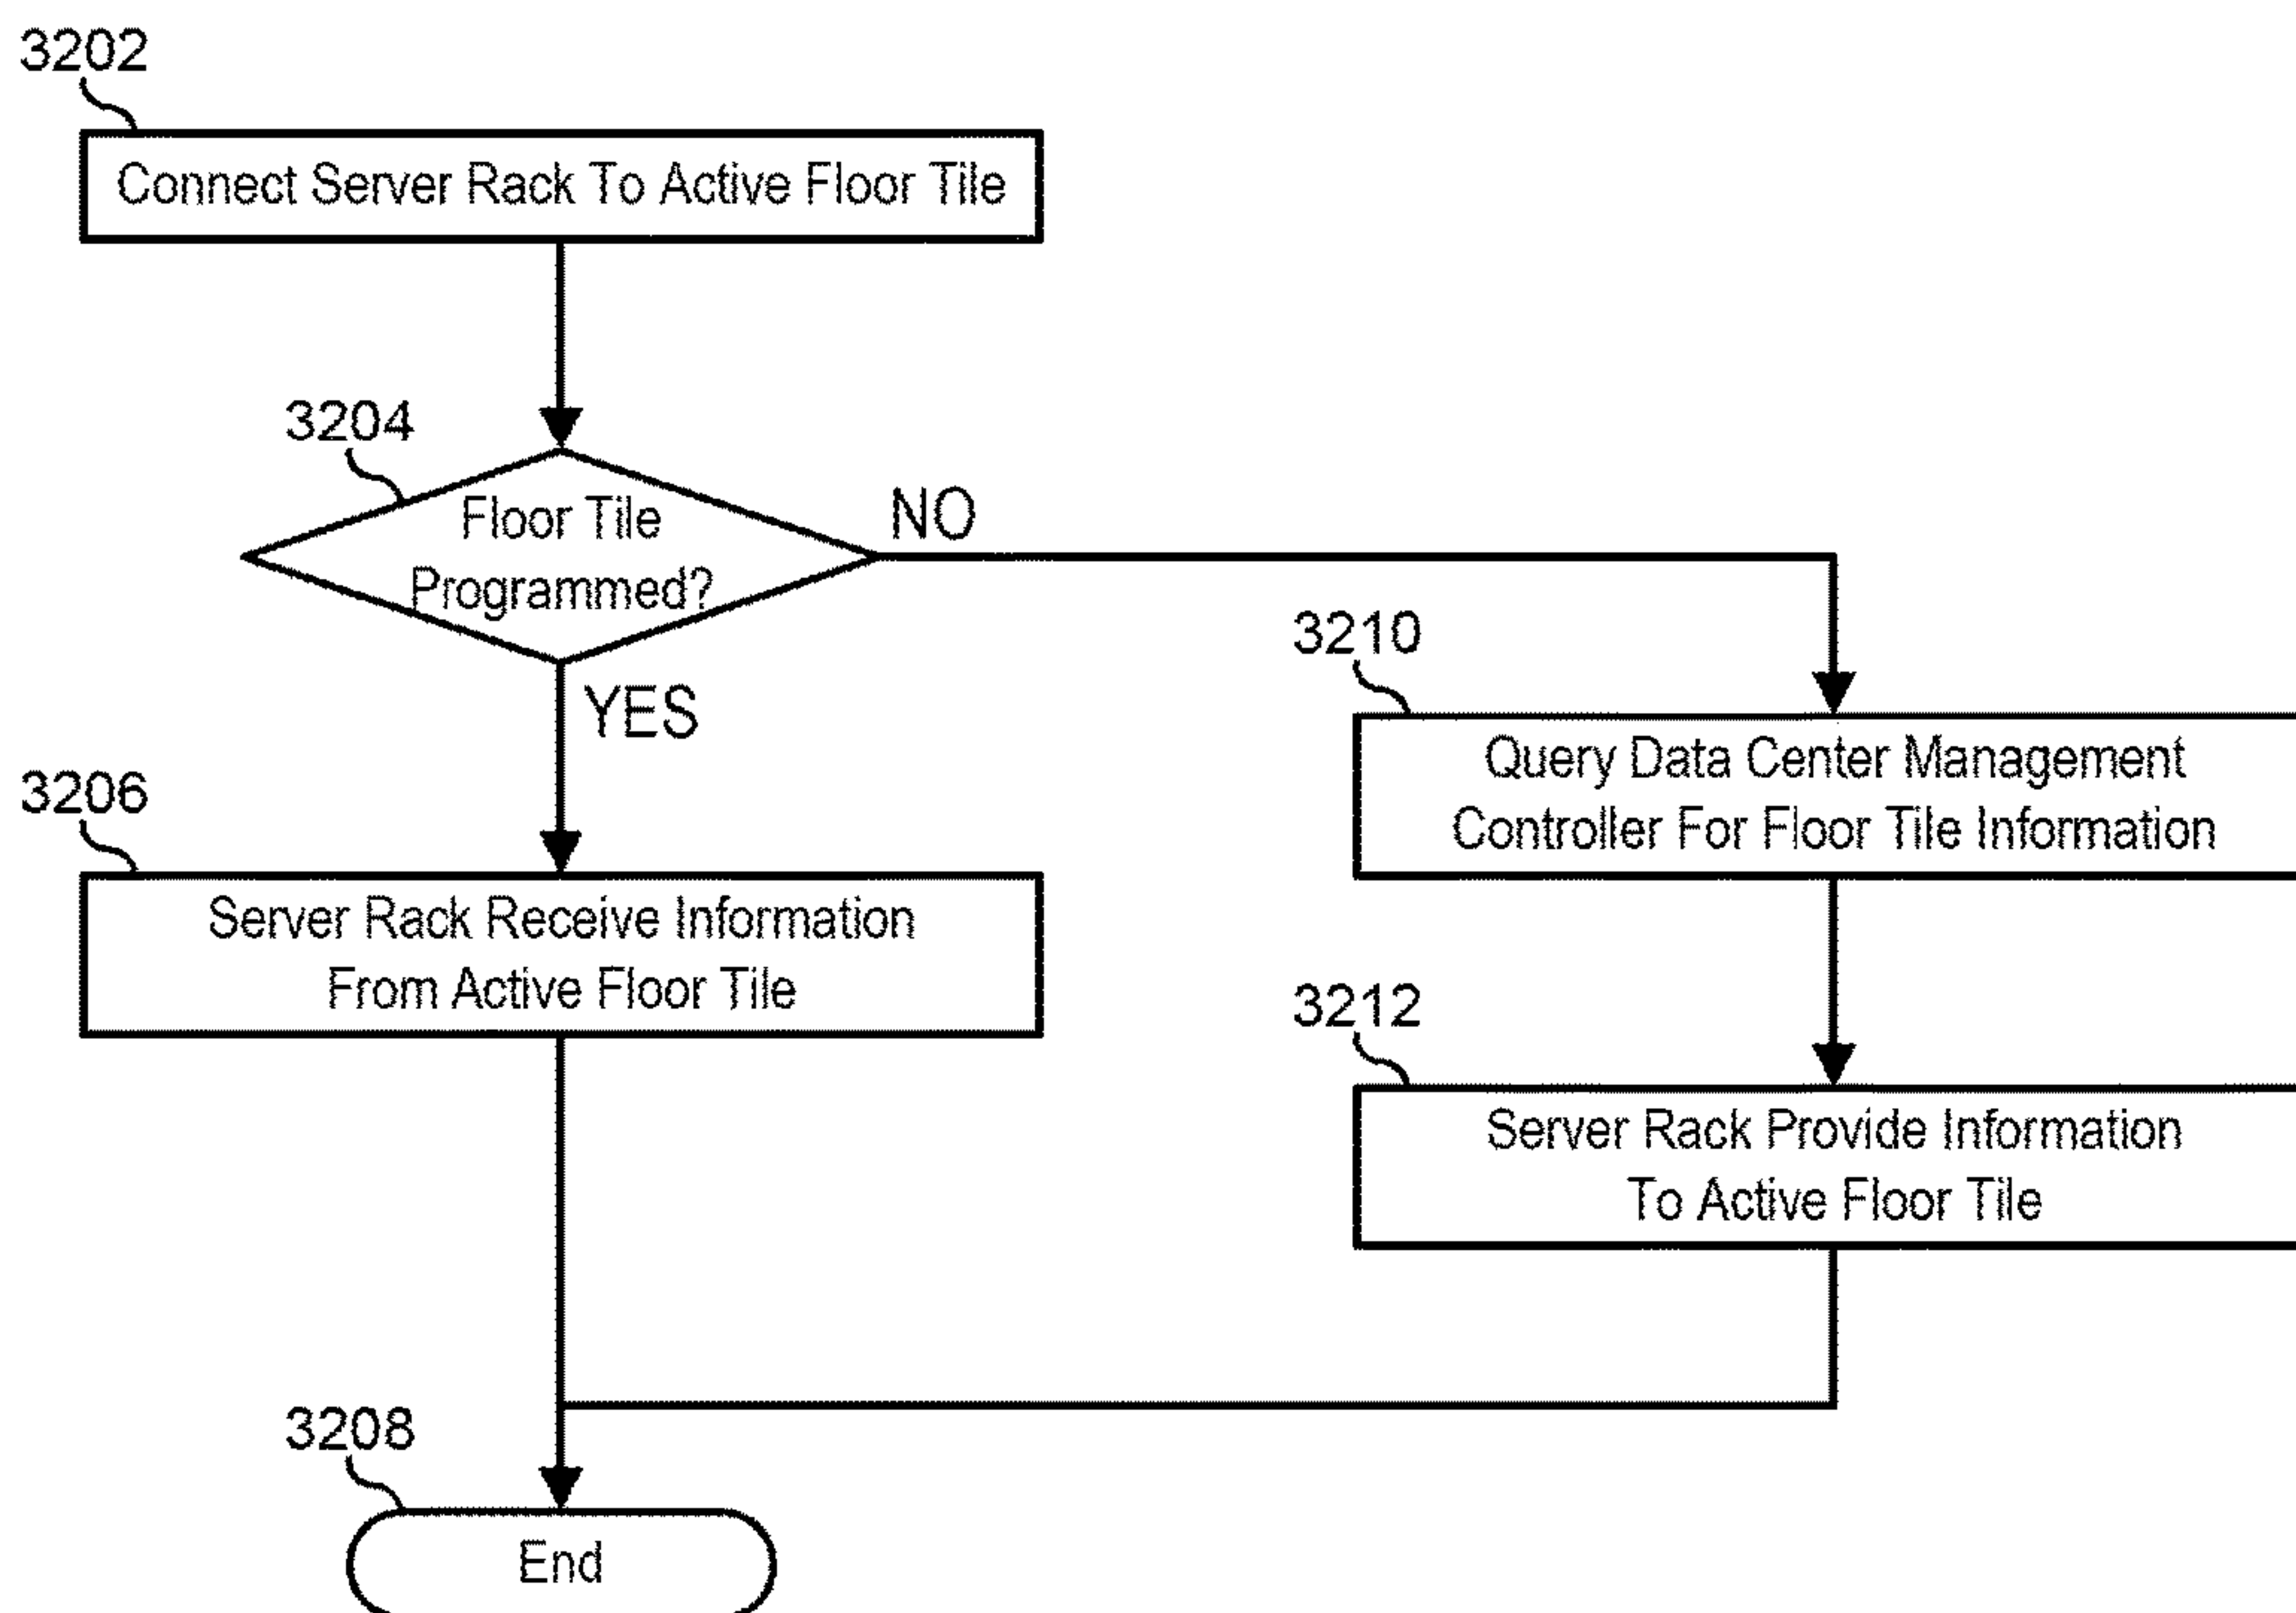 3202
Connect Server Rack To Active Floor Tile
3204
Floor Tile
Programmed?
NO
YES
3206
Server Rack Receive Information
From Active Floor Tile
3210
Query Data Center Management
Controller For Floor Tile Information
3212
Server Rack Provide Information
To Active Floor Tile
3208
End